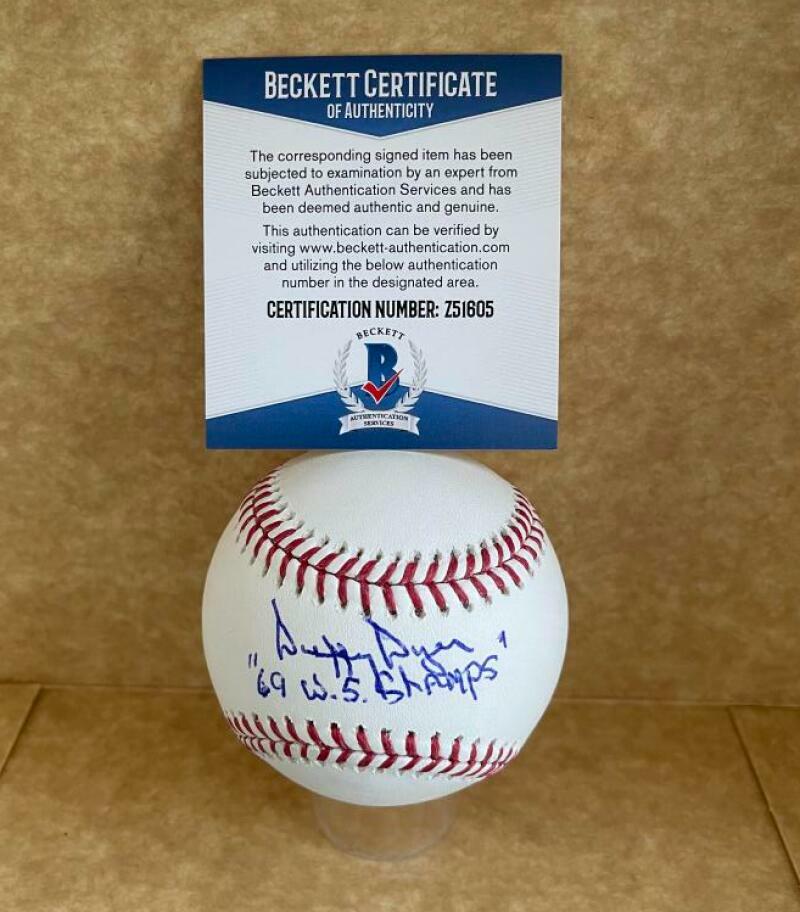 BECKETT CERTIFICATE
OF AUTHENTICITY
The corresponding signed item has been
subjected to examination by an expert from
Beckett Authentication Services and has
been deemed authentic and genuine.
This authentication can be verified by
visiting www.beckett-authentication.com
and utilizing the below authentication
number in the designated area.
CERTIFICATION NUMBER: Z51605
BECKETT
B
AUTHENTICATION
SERVICES
Duffy Dyer
"69 W.S. CHAMPS"